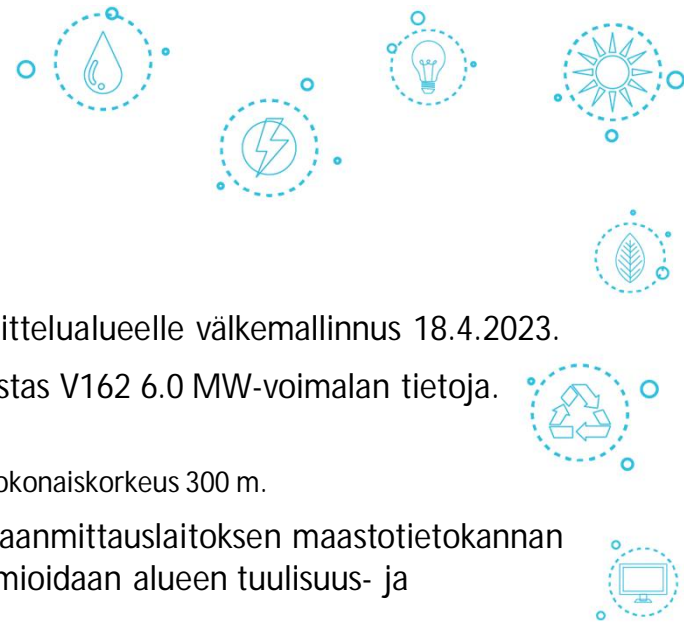 ittelualueelle välkemallinnus 18.4.2023.
stas V162 6.0 MW-voimalan tietoja.
okonaiskorkeus 300 m.
aanmittauslaitoksen maastotietokannan
mioidaan alueen tuulisuus- ja